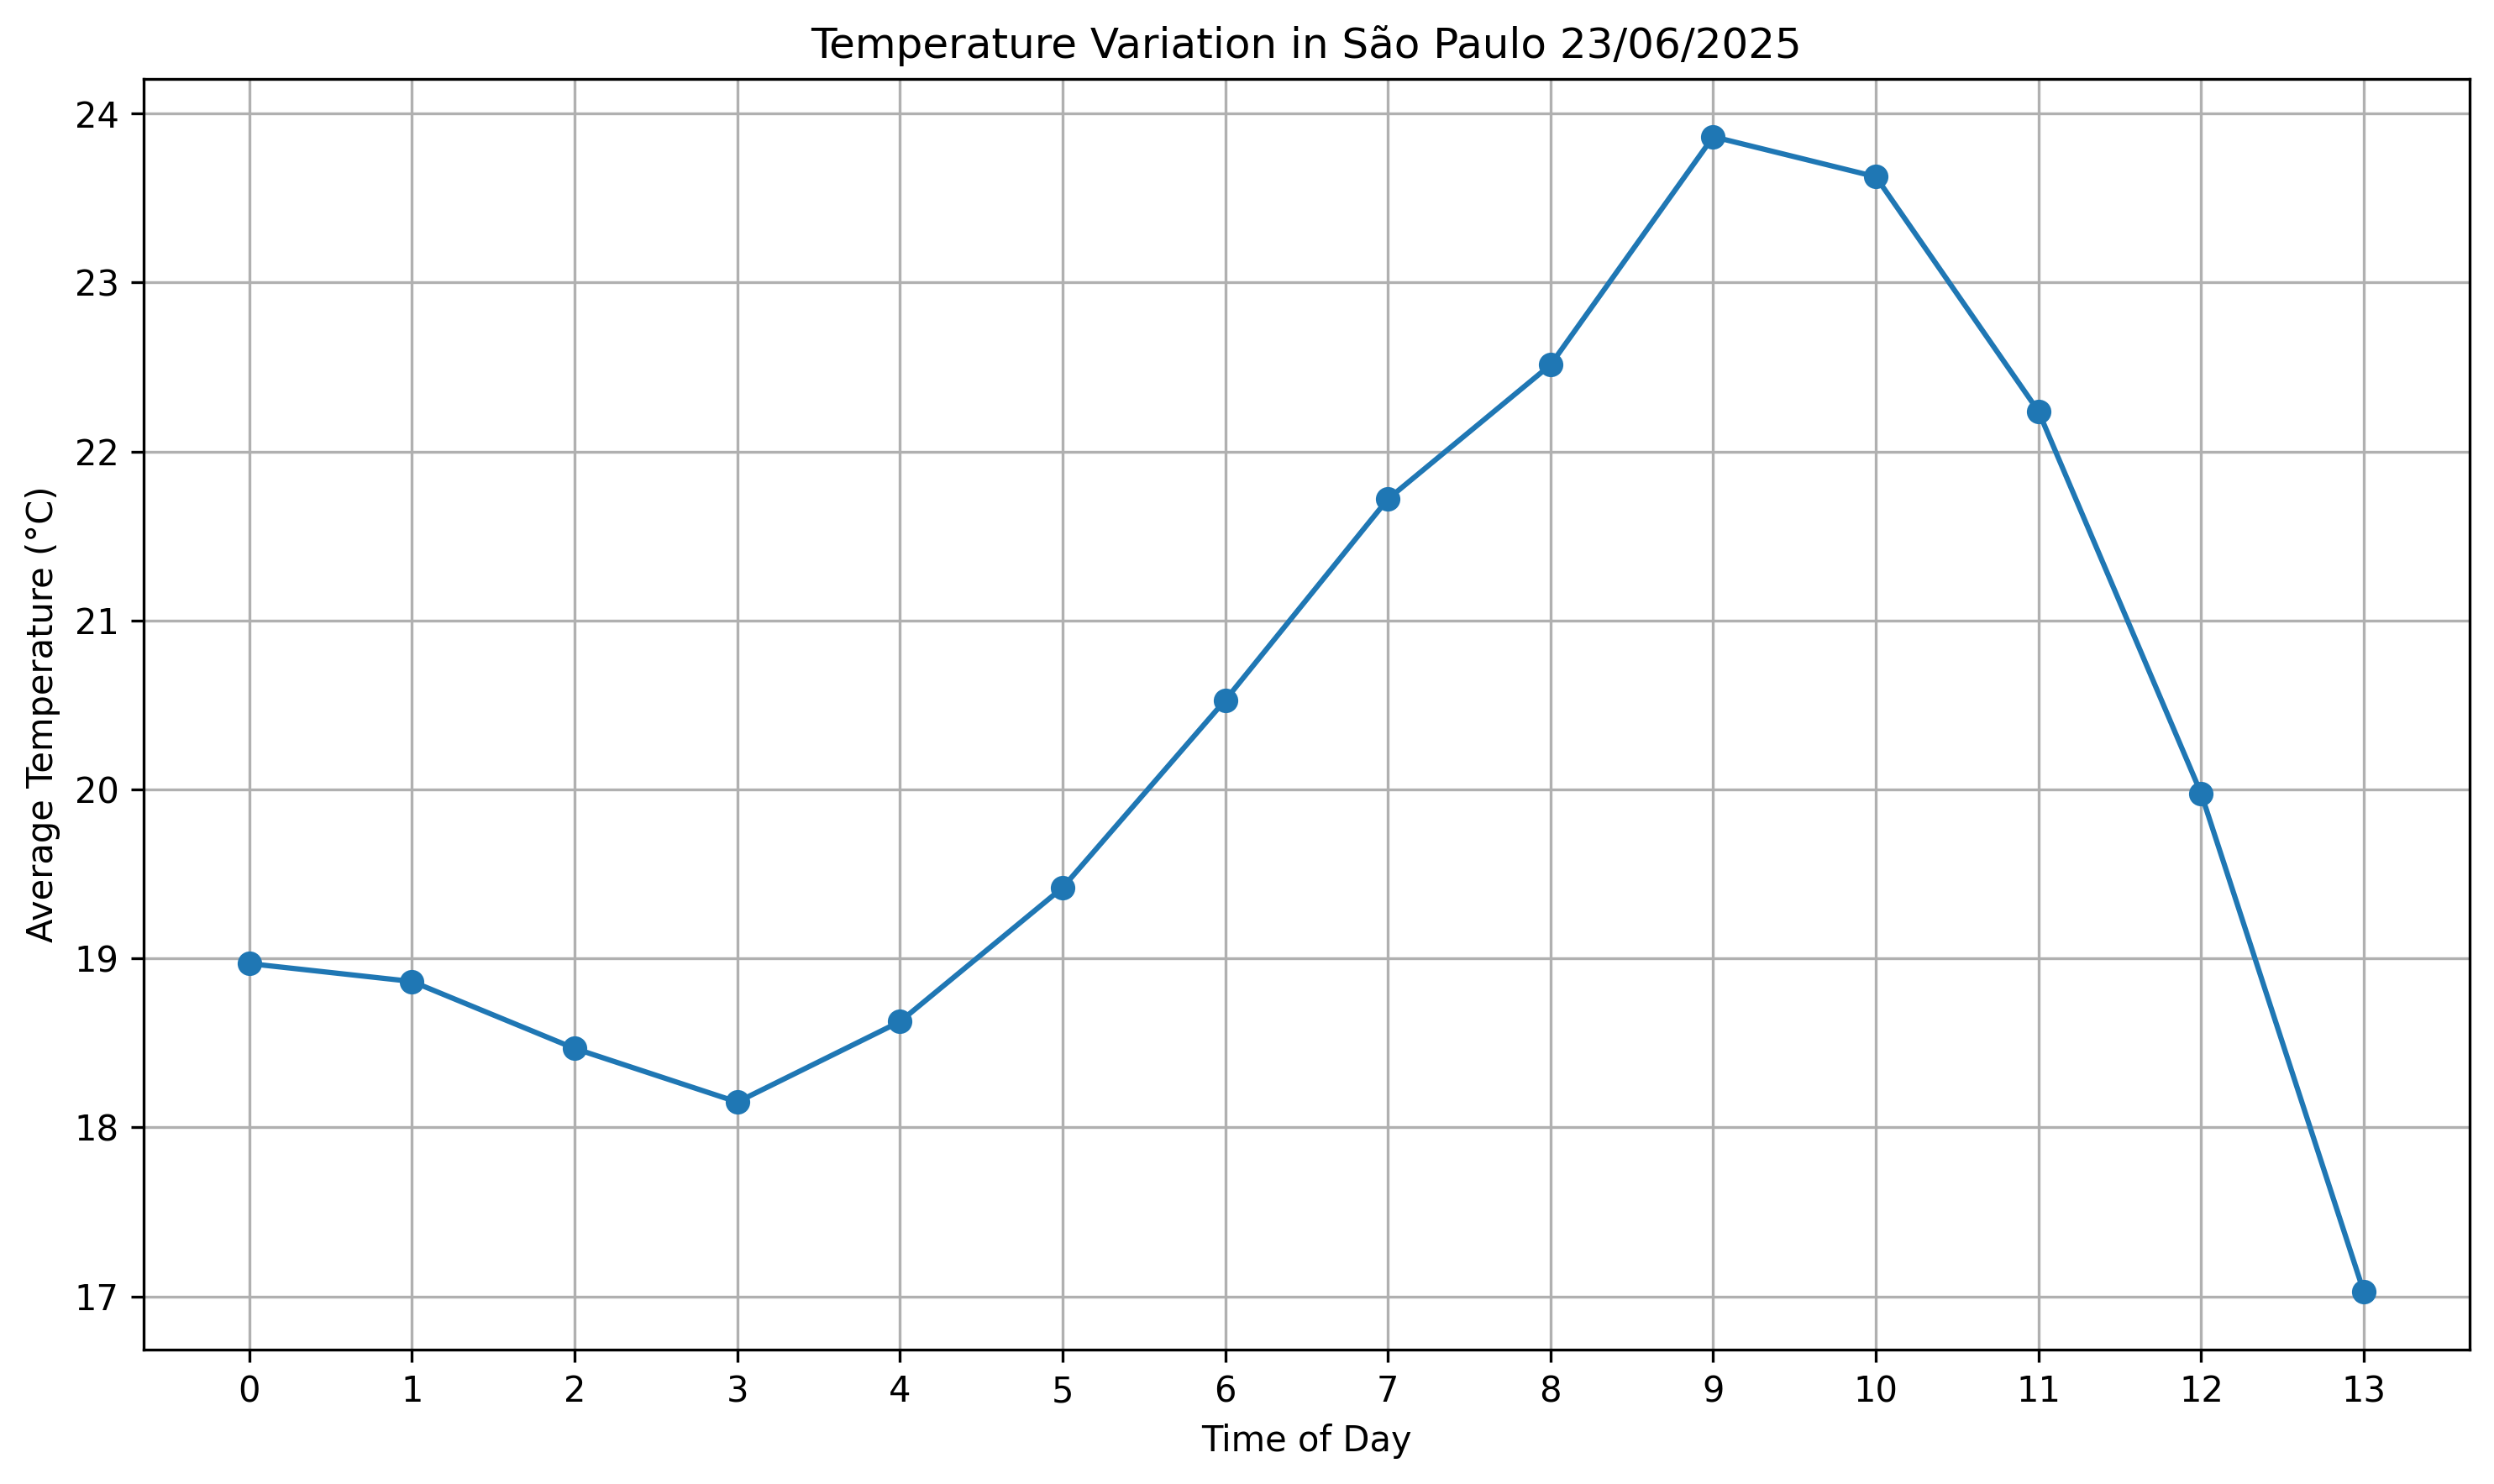 Temperature Variation in São Paulo 23/06/2025
24
23
22
21
20
19
18
17
Average Temperature (°C)
0 1 2 3 4 5 6 7 8 9 10 11 12 13
Time of Day